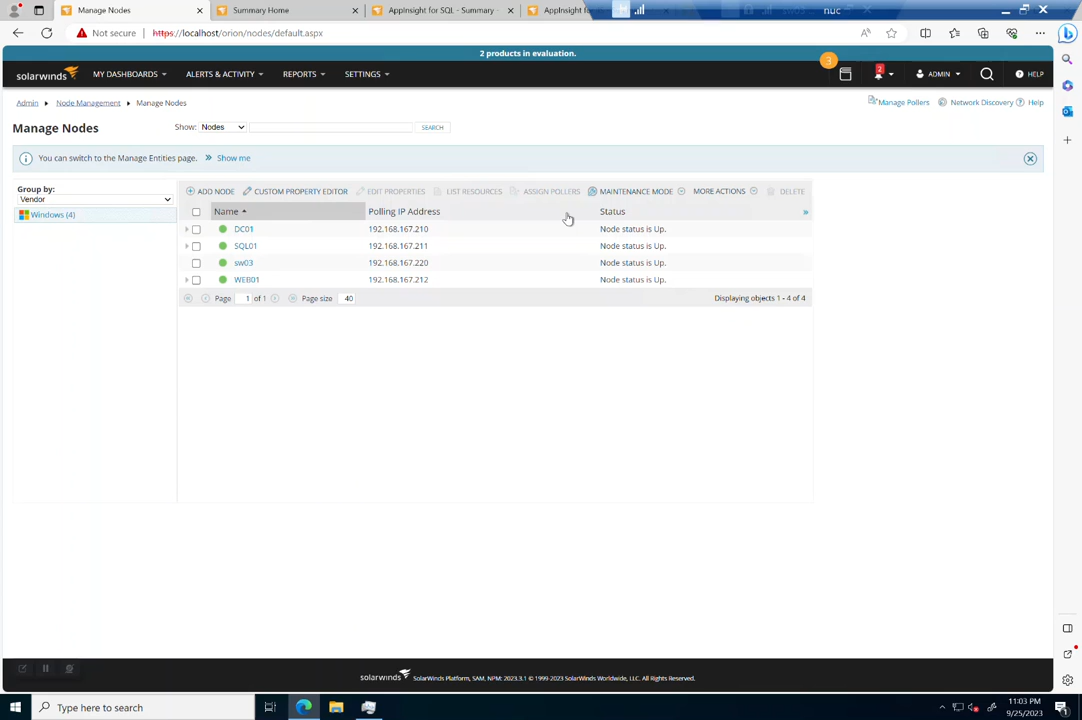 Manage Nodes
Summary Home
AppInsight for SQL - Summary -
AppInsight for
nuc
Not secure
https://localhost/orion/nodes/default.aspx
2 products in evaluation.
solarwinds
MY DASHBOARDS
ALERTS & ACTIVITY
REPORTS
SETTINGS
3
2
ADMIN
HELP
Admin
Node Management
Manage Nodes
Manage Pollers
Network Discovery
Help
Manage Nodes
Show:
Nodes
SEARCH
You can switch to the Manage Entities page.
» Show me
Group by:
Vendor
Windows (4)
ADD NODE
CUSTOM PROPERTY EDITOR
EDIT PROPERTIES
LIST RESOURCES
ASSIGN POLLERS
MAINTENANCE MODE
MORE ACTIONS
DELETE
Name
Polling IP Address
Status
»
DC01
192.168.167.210
Node status is Up.
SQL01
192.168.167.211
Node status is Up.
sw03
192.168.167.220
Node status is Up.
WEB01
192.168.167.212
Node status is Up.
Page 1 of 1
Page size 40
Displaying objects 1 - 4 of 4
solarwinds
SolarWinds Platform, SAM, NPM: 2023.3.1 © 1999-2023 SolarWinds Worldwide, LLC. All Rights Reserved.
Type here to search
11:03 PM
9/25/2023
1